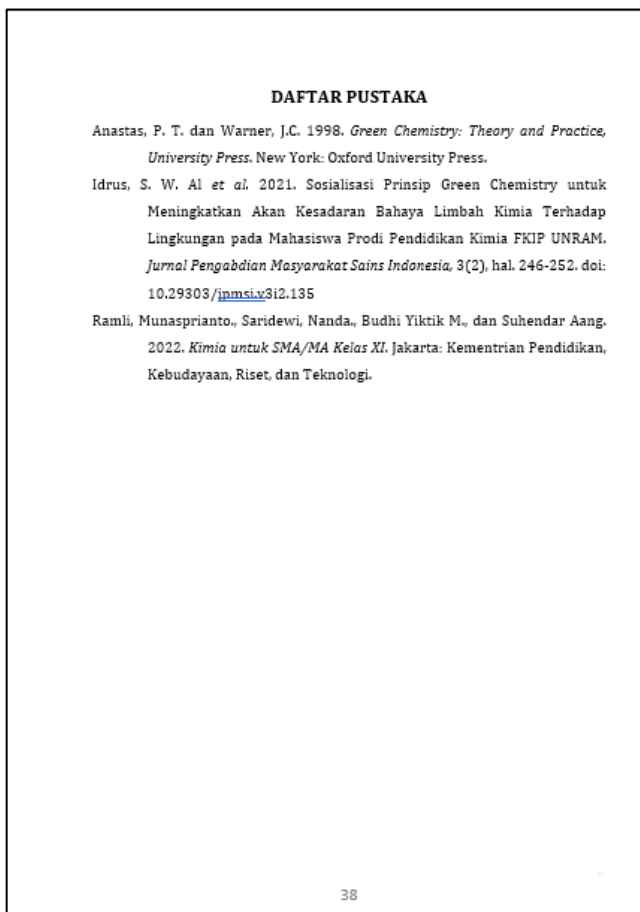 DAFTAR PUSTAKA
Anastas, P. T. dan Warner, J.C. 1998. Green Chemistry: Theory and Practice,
University Press. New York: Oxford University Press.
Idrus, S. W. Al et al. 2021. Sosialisasi Prinsip Green Chemistry untuk
Meningkatkan Akan Kesadaran Bahaya Limbah Kimia Terhadap
Lingkungan pada Mahasiswa Prodi Pendidikan Kimia FKIP UNRAM.
Jurnal Pengabdian Masyarakat Sains Indonesia, 3(2), hal. 246-252. doi:
10.29303/jpmsi.v3i2.135
Ramli, Munasprianto., Saridewi, Nanda., Budhi Yiktik M., dan Suhendar Aang.
2022. Kimia untuk SMA/MA Kelas XI. Jakarta: Kementrian Pendidikan,
Kebudayaan, Riset, dan Teknologi.
38